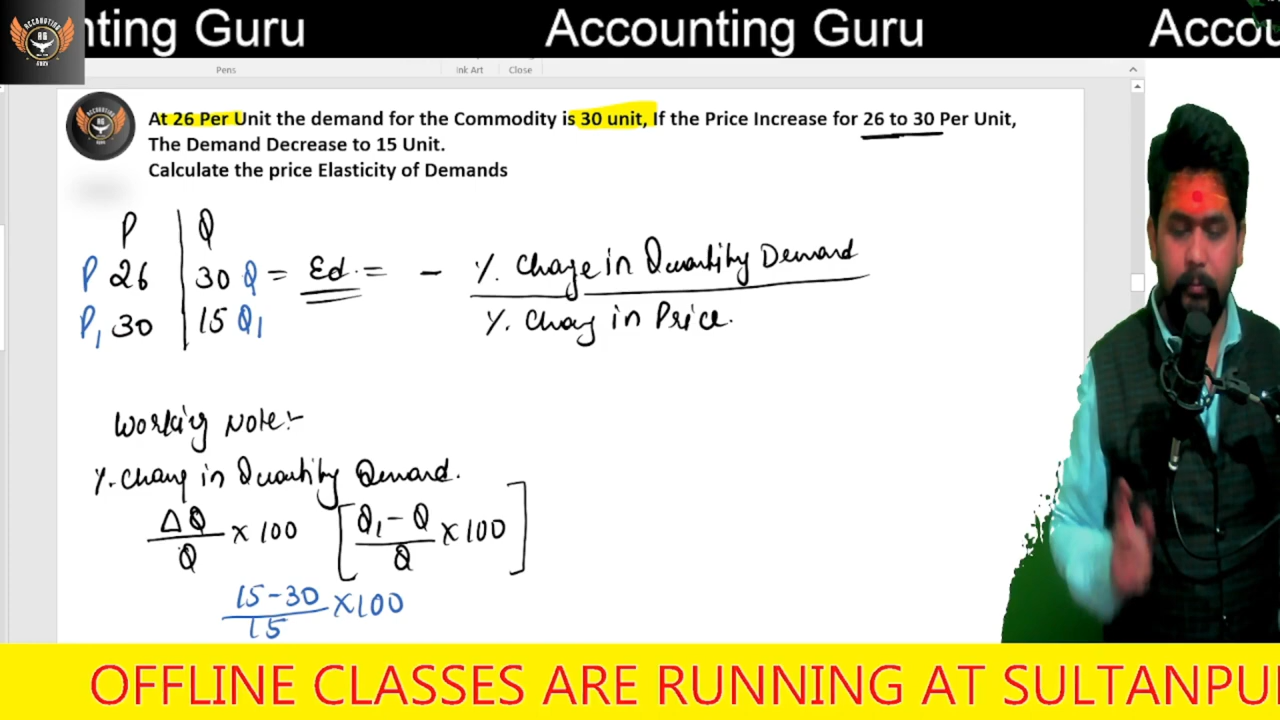 nting Guru
Accounting Guru
Accou
ACCOUNTING
AG
GURU
Pens
Ink Art
Close
At 26 Per Unit the demand for the Commodity is 30 unit, If the Price Increase for 26 to 30 Per Unit,
The Demand Decrease to 15 Unit.
Calculate the price Elasticity of Demands
P | Q
P 26 | 30 Q = Ed = - % Change in Quantity Demand
P1 30 | 15 Q1 % Chang in Price.
Working Note:-
%. Chang in Quantity Demand.
ΔQ/Q × 100 [Q1 - Q/Q × 100]
15 - 30/15 × 100
OFFLINE CLASSES ARE RUNNING AT SULTANPU